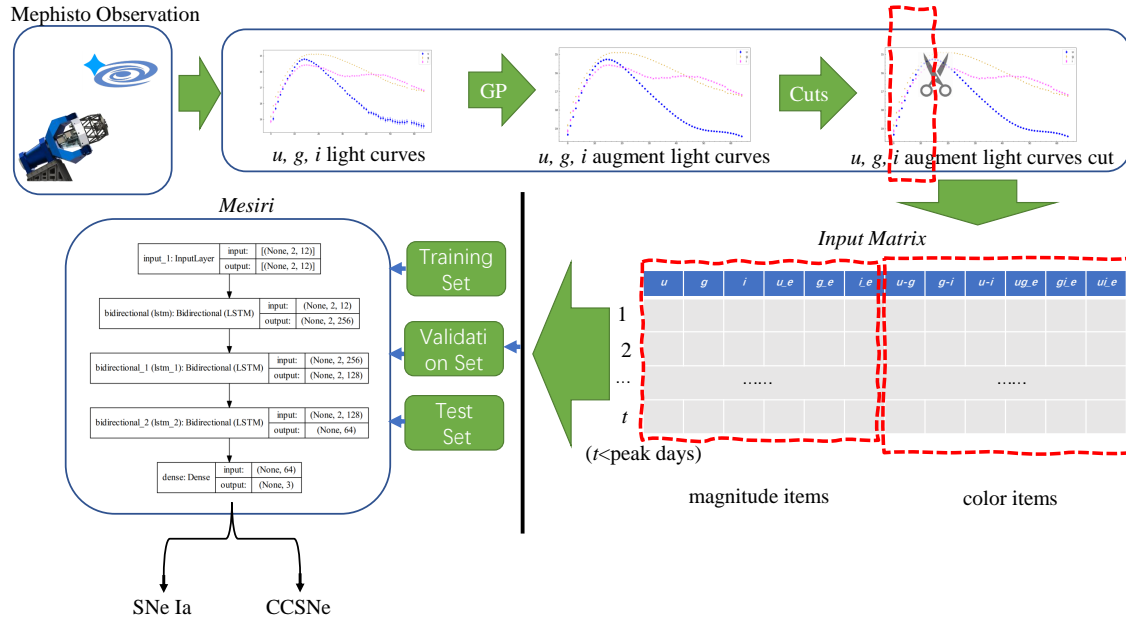 Mephisto Observation
GP
Cuts
u, g, i light curves
u, g, i augment light curves
u, g, i augment light curves cut
Mesiri
input_1: InputLayer
input:
[(None, 2, 12)]
output:
[(None, 2, 12)]
bidirectional (lstm): Bidirectional (LSTM)
input:
(None, 2, 12)
output:
(None, 2, 256)
bidirectional_1 (lstm_1): Bidirectional (LSTM)
input:
(None, 2, 256)
output:
(None, 2, 128)
bidirectional_2 (lstm_2): Bidirectional (LSTM)
input:
(None, 2, 128)
output:
(None, 64)
dense: Dense
input:
(None, 64)
output:
(None, 3)
SNe Ia
CCSNe
Training
Set
Validati
on Set
Test
Set
Input Matrix
u g i u_e g_e i_e u-g g-i u-i ug_e gi_e ui_e
1
2
... ...... ......
t
(t<peak days)
magnitude items
color items